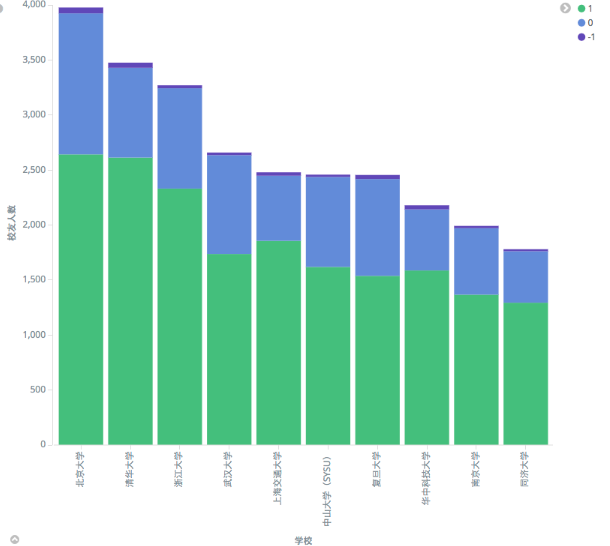 4,000
3,500
3,000
2,500
2,000
1,500
1,000
500
0
校友人数
北京大学
清华大学
浙江大学
武汉大学
上海交通大学
中山大学（SYSU）
复旦大学
华中科技大学
南京大学
同济大学
学校
1
0
-1